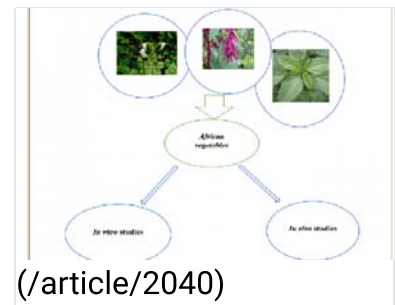 African
vegetables
In vitro studies
In vivo studies
(/article/2040)